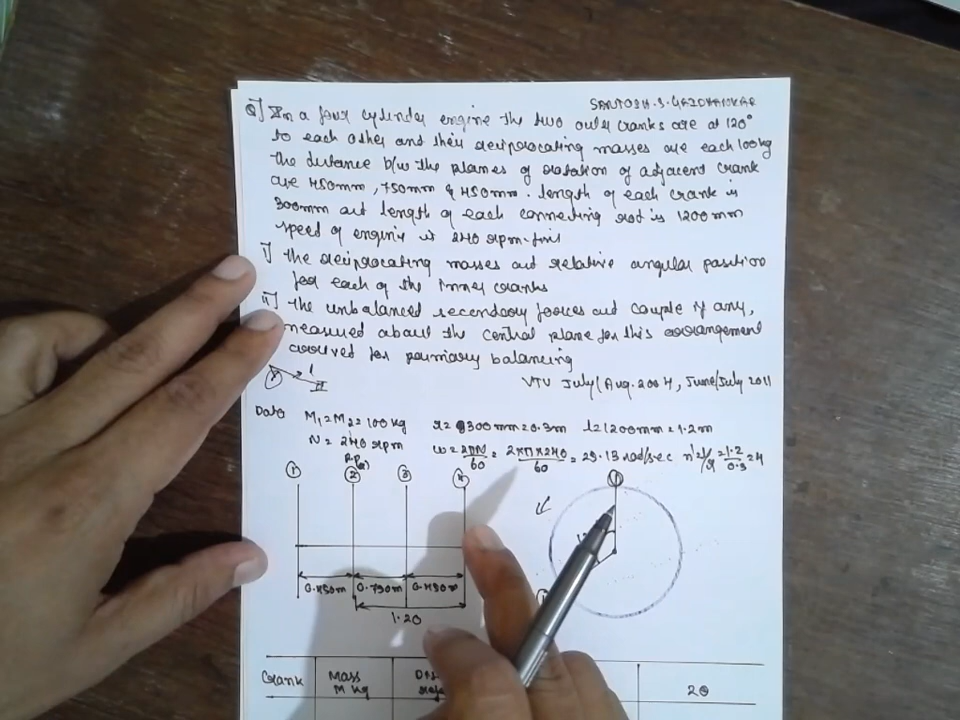 SANTOSH.S.GAZDHANKAR
Q] In a four cylinder engine the two outer cranks are at 120°
to each other and their reciprocating masses are each 100kg
the distance b/w the planes of rotation of adjacent crank
are 450mm, 750mm & 450mm. length of each crank is
300mm and length of each connecting rod is 1200mm
speed of engine is 240 rpm. find
i] the reciprocating masses and relative angular position
for each of the inner cranks
ii] the unbalanced secondary forces and couple if any,
measured about the central plane for this arrangement
for primary balancing
VTU July/Aug.2004, June/July 2011
l
Data M1=M4=100kg r=300mm=0.3m l=1200mm=1.2m
N=240 rpm ω=2πN/60=2×π×240/60=25.13 rad/sec n=l/r=1.2/0.3=4
R.P
1 2 3 4 1
0.450m 0.750m 0.450m
1.20
Crank Mass M kg 2θ